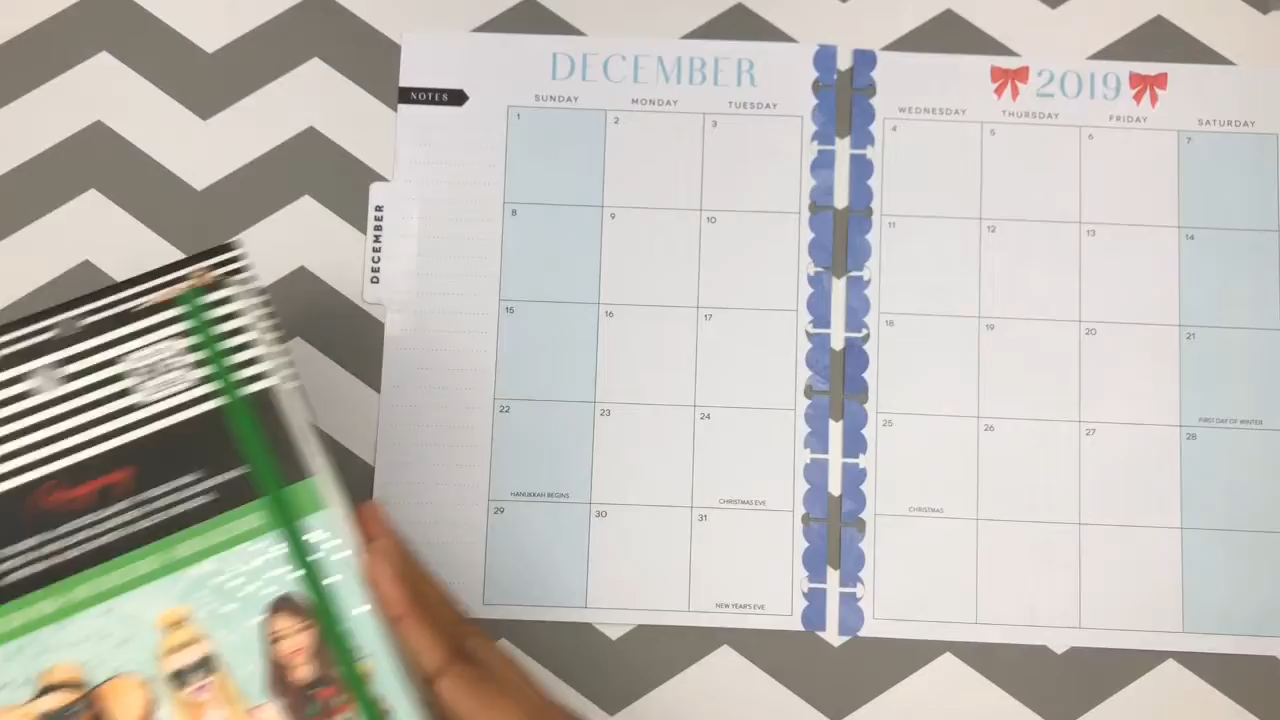 DECEMBER
2019
NOTES
SUNDAY MONDAY TUESDAY WEDNESDAY THURSDAY FRIDAY SATURDAY
1 2 3 4 5 6 7
DECEMBER
8 9 10 11 12 13 14
15 16 17 18 19 20 21
FIRST DAY OF WINTER
22 23 24 25 26 27 28
HANUKKAH BEGINS CHRISTMAS EVE CHRISTMAS
29 30 31
NEW YEAR'S EVE